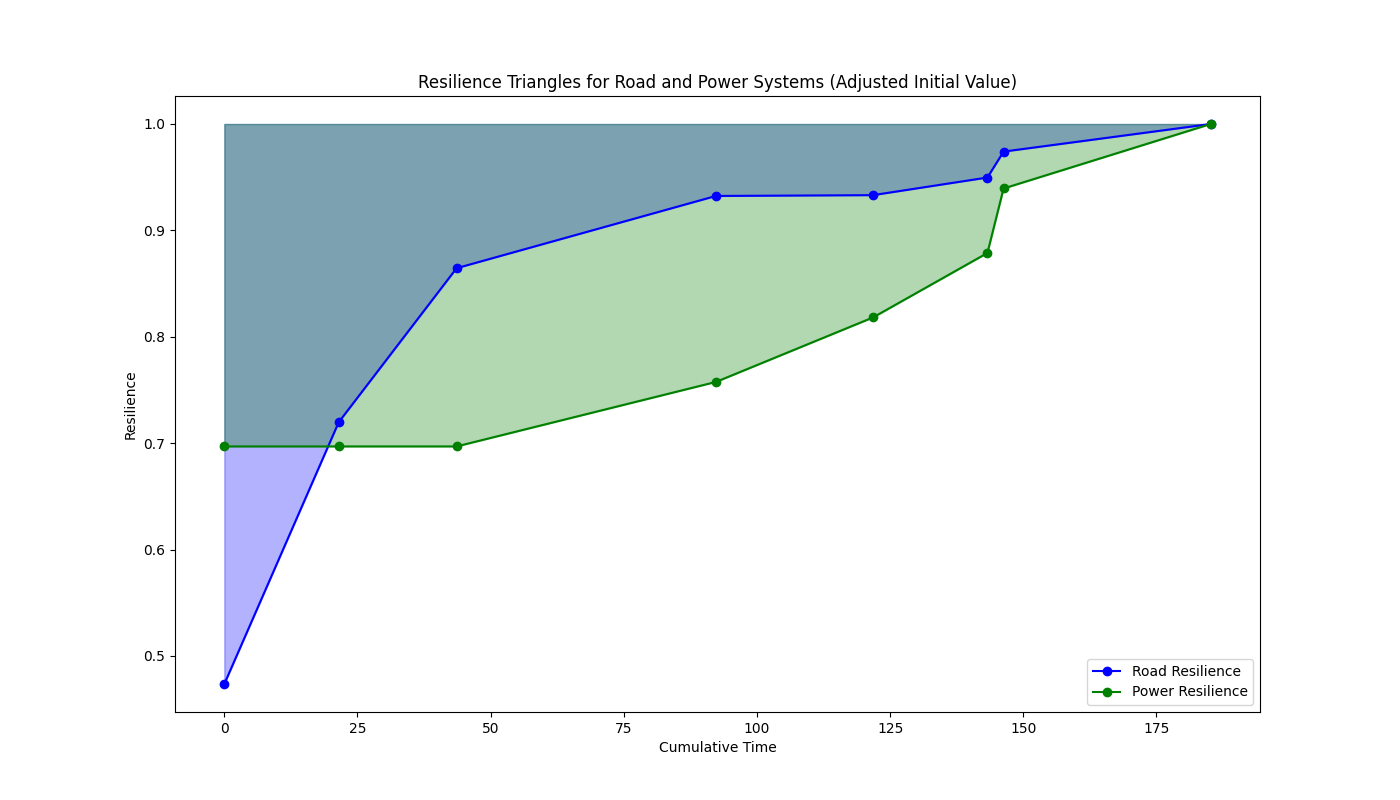 Resilience Triangles for Road and Power Systems (Adjusted Initial Value)
1.0
0.9
0.8
0.7
0.6
0.5
Resilience
0
25
50
75
100
125
150
175
Cumulative Time
Road Resilience
Power Resilience